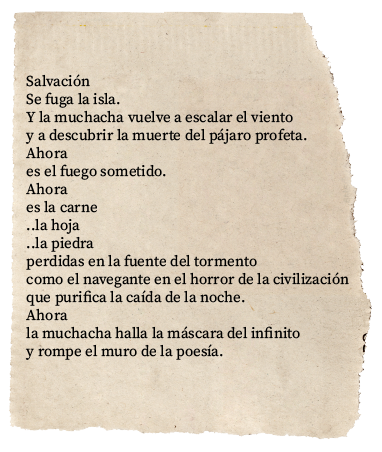 Salvación
Se fuga la isla.
Y la muchacha vuelve a escalar el viento
y a descubrir la muerte del pájaro profeta.
Ahora
es el fuego sometido.
Ahora
es la carne
..la hoja
..la piedra
perdidas en la fuente del tormento
como el navegante en el horror de la civilización
que purifica la caída de la noche.
Ahora
la muchacha halla la máscara del infinito
y rompe el muro de la poesía.